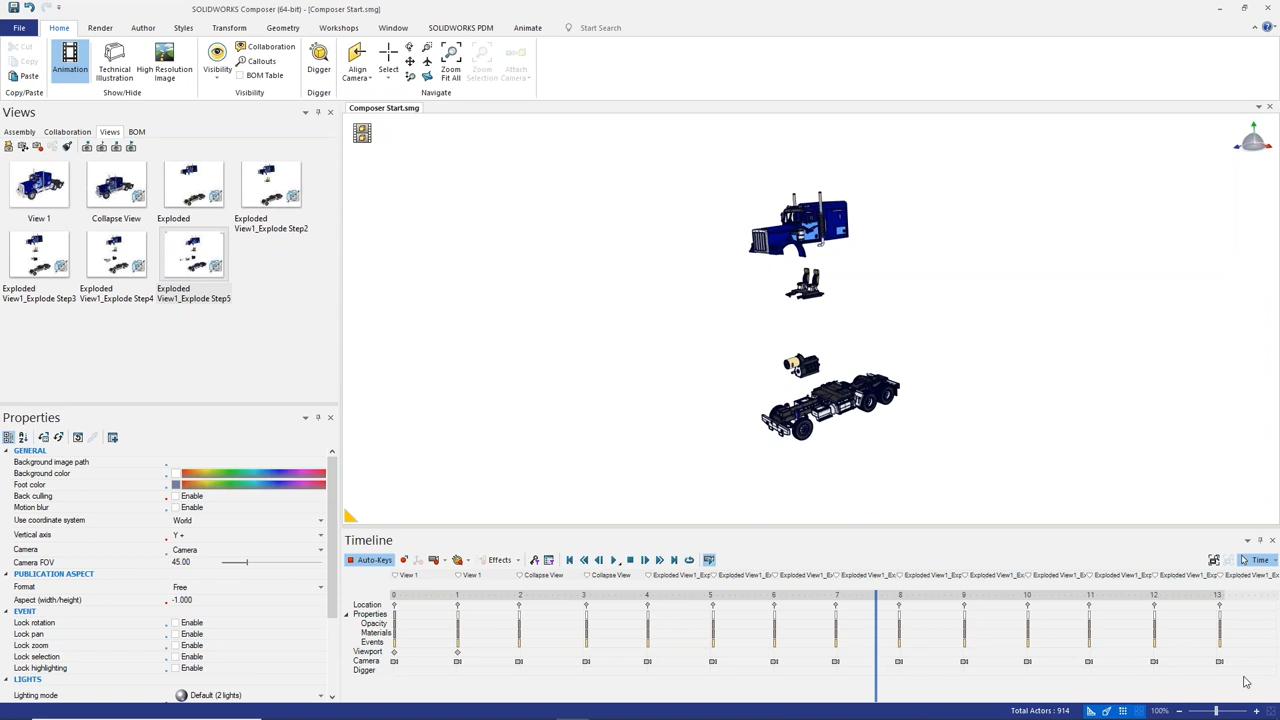 SOLIDWORKS Composer (64-bit) - [Composer Start.smg]
File Home Render Author Styles Transform Geometry Workshops Window SOLIDWORKS PDM Animate Start Search
Cut
Copy
Paste
Copy/Paste
Animation
Technical Illustration
High Resolution Image
Show/Hide
Visibility
Collaboration
Callouts
BOM Table
Visibility
Digger
Digger
Align Camera
Select
Zoom Fit All
Zoom Selection
Attach Camera
Navigate
Views
Composer Start.smg
Assembly Collaboration Views BOM
View 1 Collapse View Exploded Exploded View1_Explode Step2
Exploded View1_Explode Step3
Exploded View1_Explode Step4
Exploded View1_Explode Step5
Properties
GENERAL
Background image path
Background color
Foot color
Back culling Enable
Motion blur Enable
Use coordinate system World
Vertical axis Y +
Camera Camera
Camera FOV 45.00
PUBLICATION ASPECT
Format Free
Aspect (width/height) -1.000
EVENT
Lock rotation Enable
Lock pan Enable
Lock zoom Enable
Lock selection Enable
Lock highlighting Enable
LIGHTS
Lighting mode Default (2 lights)
Timeline
Auto-Keys Effects Time
View 1 View 1 Collapse View Collapse View
0 1 2 3 4 5 6 7 8 9 10 11 12 13
Location
Properties
Opacity
Materials
Events
Viewport
Camera
Digger
Total Actors : 914 100%